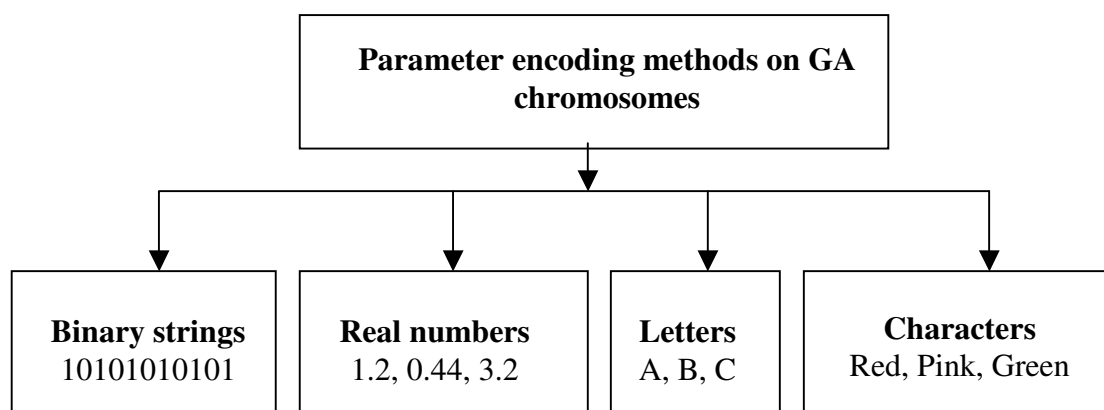 Parameter encoding methods on GA
chromosomes
Binary strings
10101010101
Real numbers
1.2, 0.44, 3.2
Letters
A, B, C
Characters
Red, Pink, Green